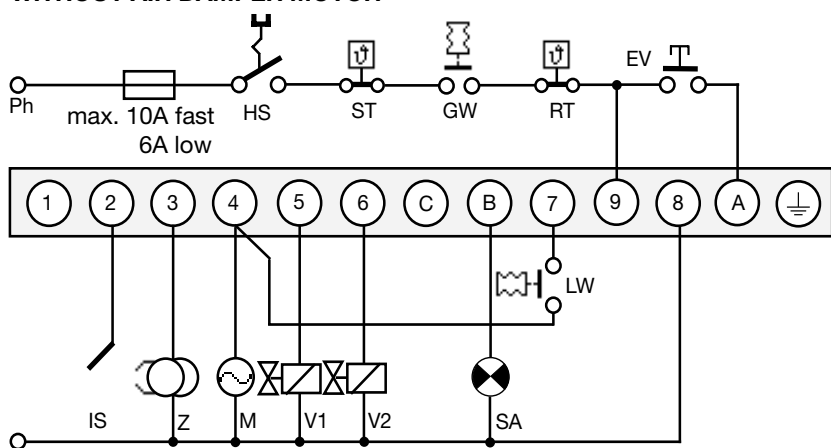 WITHOUT AIR DAMPER MOTOR
ϑ ϑ
EV
Ph
max. 10A fast
6A low
HS ST GW RT
1 2 3 4 5 6 C B 7 9 8 A
LW
IS Z M V1 V2 SA